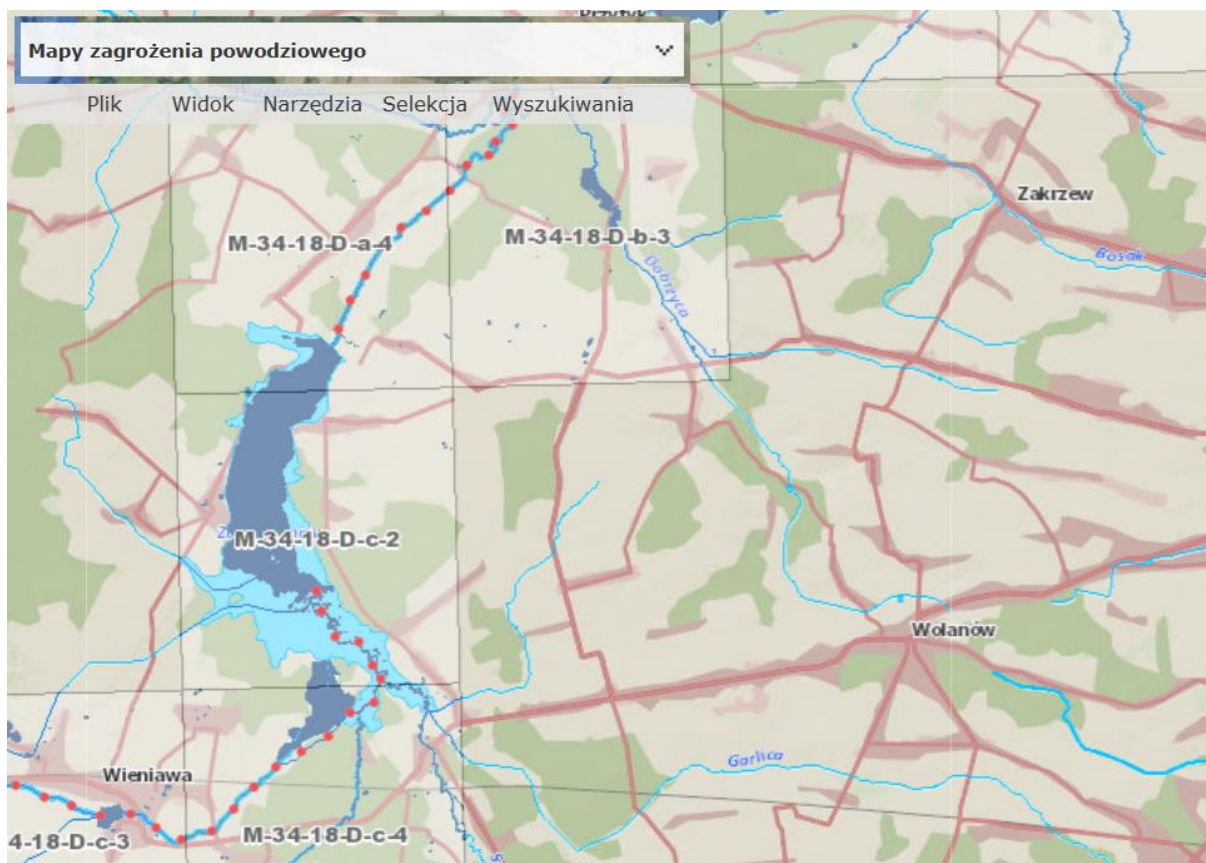 Przytyk
Mapy zagrożenia powodziowego
Plik Widok Narzędzia Selekcja Wyszukiwania
Zakrzew
M-34-18-D-a-4
M-34-18-D-b-3
Bosak
Dobrzyca
M-34-18-D-c-2
Wolanów
Garlica
Wieniawa
4-18-D-c-3
M-34-18-D-c-4